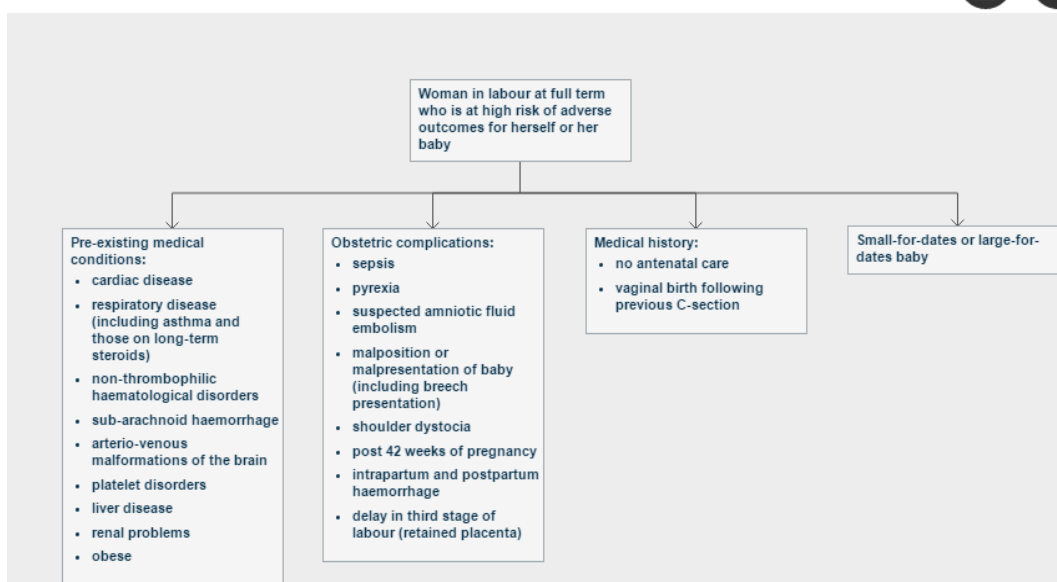 Woman in labour at full term
who is at high risk of adverse
outcomes for herself or her
baby
Pre-existing medical
conditions:
• cardiac disease
• respiratory disease
(including asthma and
those on long-term
steroids)
• non-thrombophilic
haematological disorders
• sub-arachnoid haemorrhage
• arterio-venous
malformations of the brain
• platelet disorders
• liver disease
• renal problems
• obese
Obstetric complications:
• sepsis
• pyrexia
• suspected amniotic fluid
embolism
• malposition or
malpresentation of baby
(including breech
presentation)
• shoulder dystocia
• post 42 weeks of pregnancy
• intrapartum and postpartum
haemorrhage
• delay in third stage of
labour (retained placenta)
Medical history:
• no antenatal care
• vaginal birth following
previous C-section
Small-for-dates or large-for-
dates baby